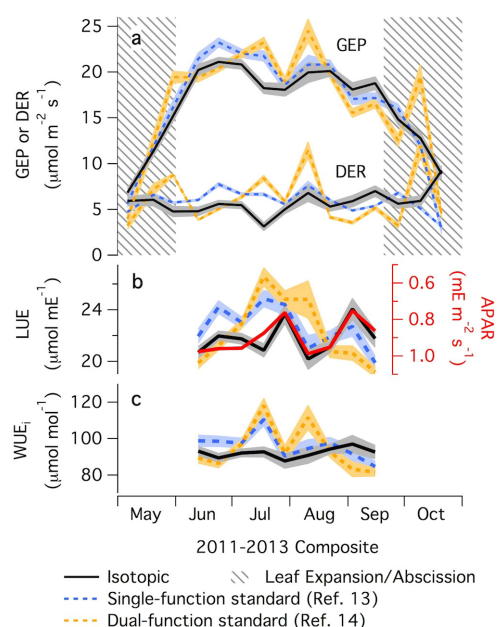 a
GEP
DER
25
20
15
10
5
0
GEP or DER
(μmol m⁻² s⁻¹)
b
24
20
LUE
(μmol mE⁻¹)
0.6
0.8
1.0
APAR
(mE m⁻² s⁻¹)
c
120
100
80
WUEᵢ
(μmol mol⁻¹)
May Jun Jul Aug Sep Oct
2011-2013 Composite
Isotopic
Leaf Expansion/Abscission
Single-function standard (Ref. 13)
Dual-function standard (Ref. 14)